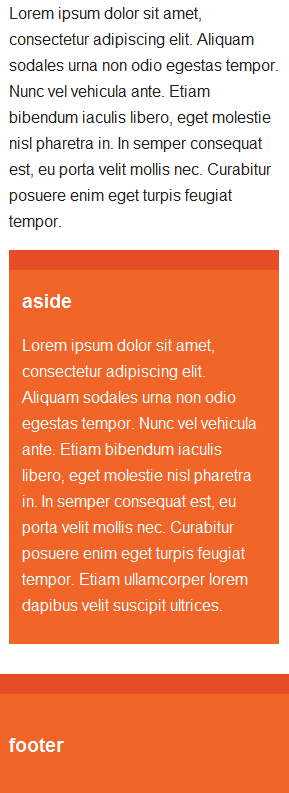 Lorem ipsum dolor sit amet,
consectetur adipiscing elit. Aliquam
sodales urna non odio egestas tempor.
Nunc vel vehicula ante. Etiam
bibendum iaculis libero, eget molestie
nisl pharetra in. In semper consequat
est, eu porta velit mollis nec. Curabitur
posuere enim eget turpis feugiat
tempor.
aside
Lorem ipsum dolor sit amet,
consectetur adipiscing elit.
Aliquam sodales urna non odio
egestas tempor. Nunc vel vehicula
ante. Etiam bibendum iaculis
libero, eget molestie nisl pharetra
in. In semper consequat est, eu
porta velit mollis nec. Curabitur
posuere enim eget turpis feugiat
tempor. Etiam ullamcorper lorem
dapibus velit suscipit ultrices.
footer